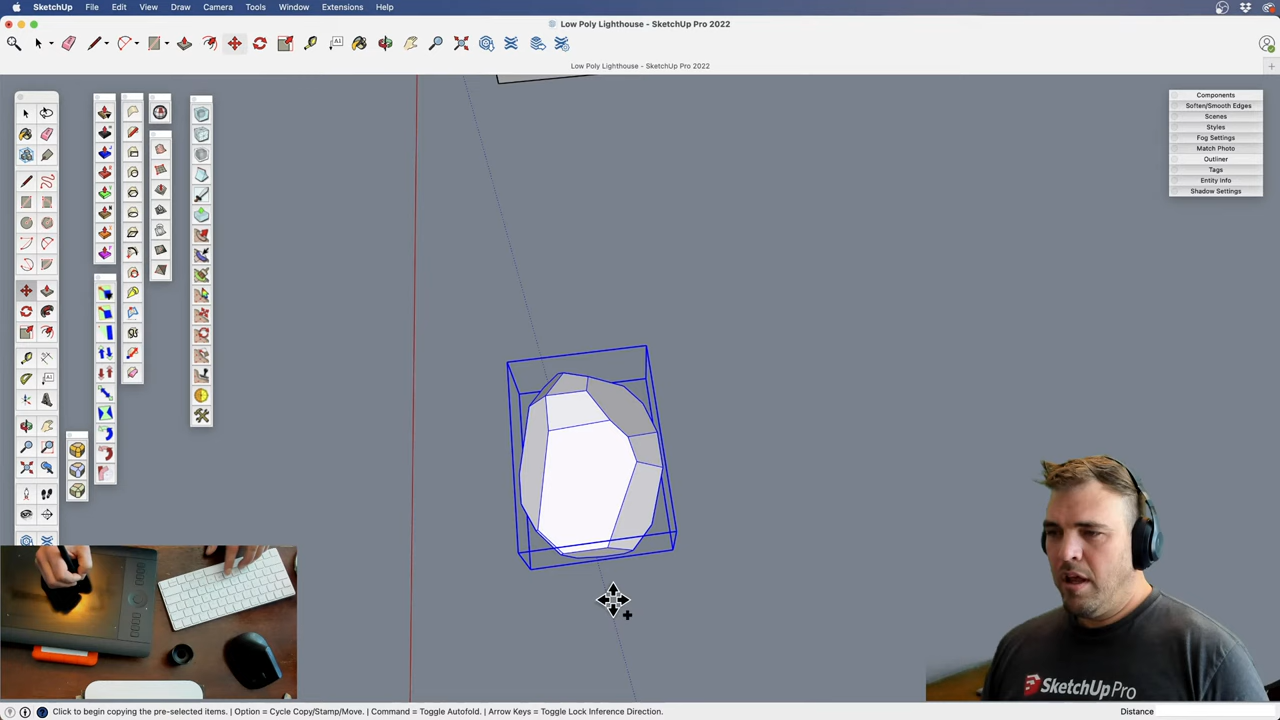 SketchUp File Edit View Draw Camera Tools Window Extensions Help
Low Poly Lighthouse - SketchUp Pro 2022
Low Poly Lighthouse - SketchUp Pro 2022
Components
Soften/Smooth Edges
Scenes
Styles
Fog Settings
Match Photo
Outliner
Tags
Entity Info
Shadow Settings
SketchUp Pro
Click to begin copying the pre-selected items. | Option = Cycle Copy/Stamp/Move. | Command = Toggle Autofold. | Arrow Keys = Toggle Lock Inference Direction. Distance